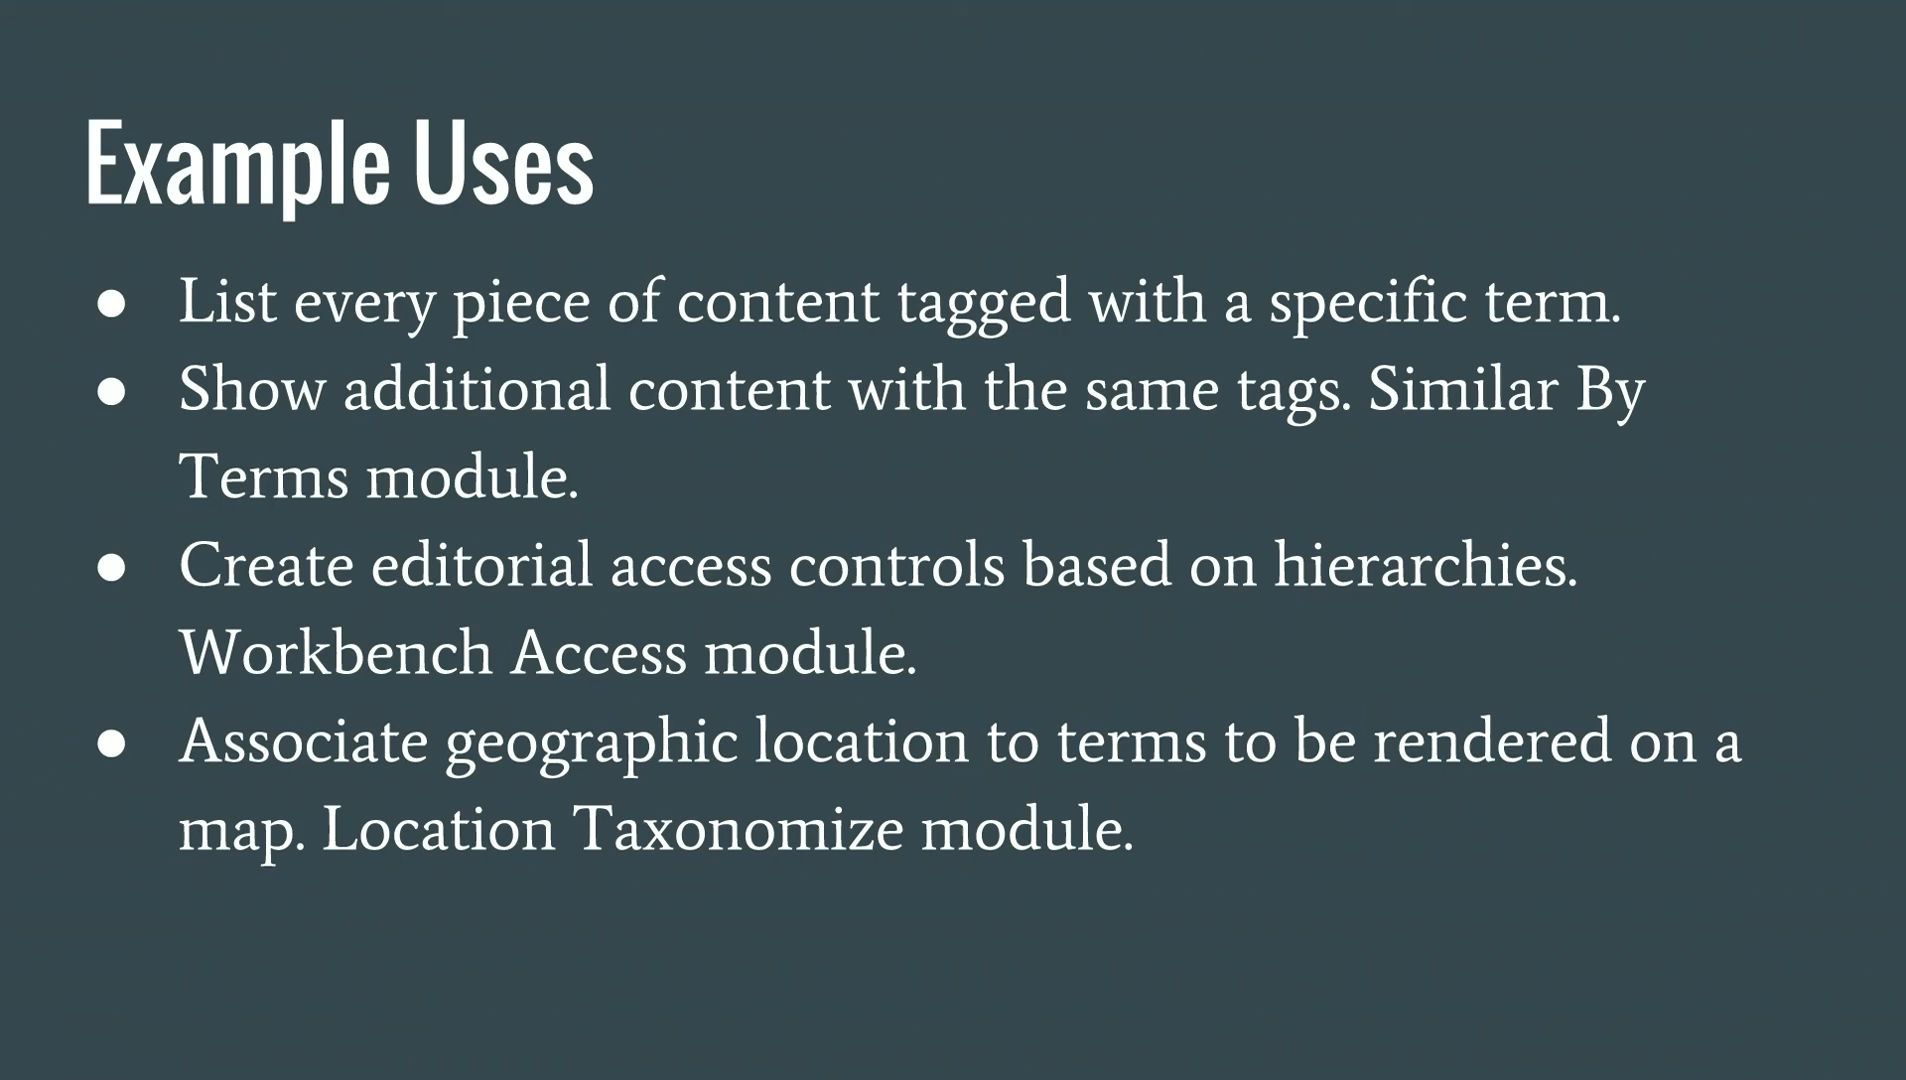 Example Uses
● List every piece of content tagged with a specific term.
● Show additional content with the same tags. Similar By
Terms module.
● Create editorial access controls based on hierarchies.
Workbench Access module.
● Associate geographic location to terms to be rendered on a
map. Location Taxonomize module.